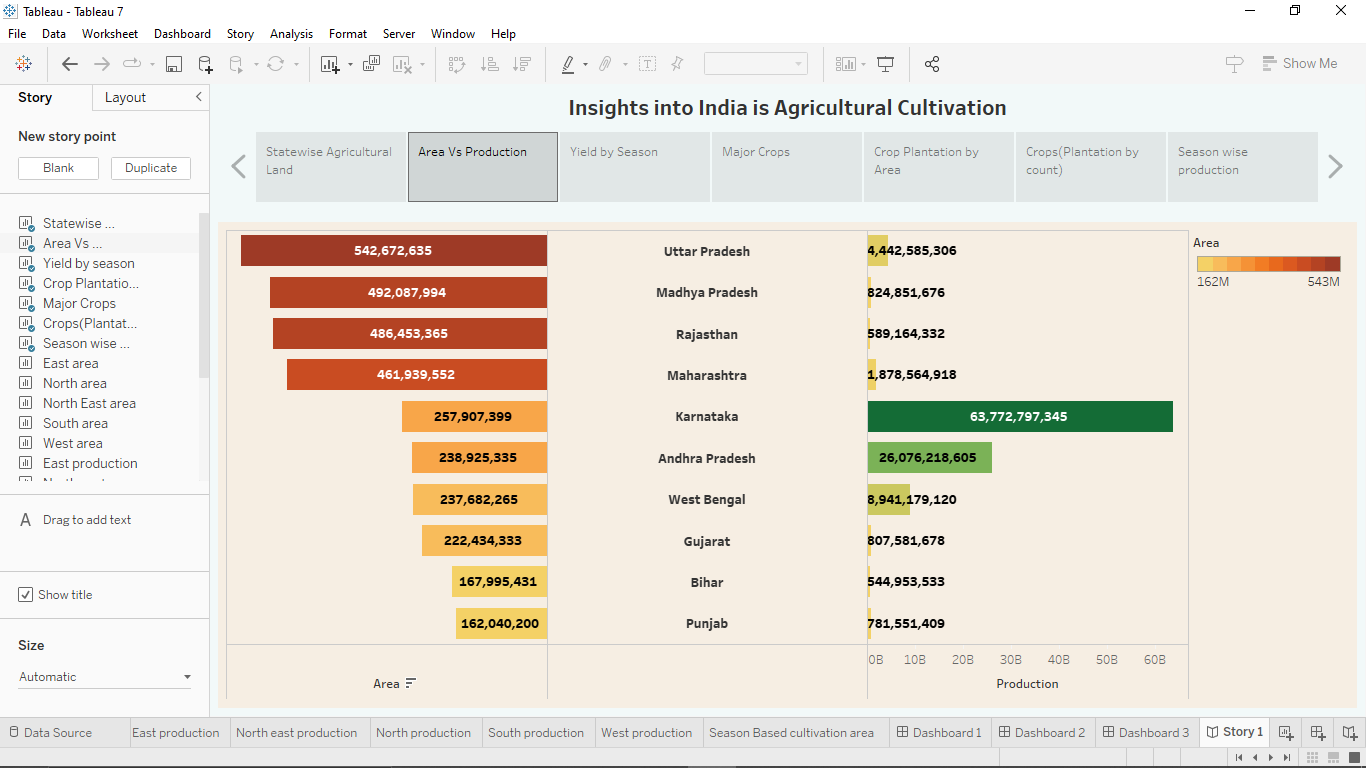 Tableau - Tableau 7
File Data Worksheet Dashboard Story Analysis Format Server Window Help
Show Me
Story Layout
New story point
Blank Duplicate
Statewise ...
Area Vs ...
Yield by season
Crop Plantatio...
Major Crops
Crops(Plantat...
Season wise ...
East area
North area
North East area
South area
West area
East production
A Drag to add text
Show title
Size
Automatic
Insights into India is Agricultural Cultivation
Statewise Agricultural
Land
Area Vs Production
Yield by Season
Major Crops
Crop Plantation by
Area
Crops(Plantation by
count)
Season wise
production
542,672,635 Uttar Pradesh 4,442,585,306
492,087,994 Madhya Pradesh 824,851,676
486,453,365 Rajasthan 589,164,332
461,939,552 Maharashtra 1,878,564,918
257,907,399 Karnataka 63,772,797,345
238,925,335 Andhra Pradesh 26,076,218,605
237,682,265 West Bengal 8,941,179,120
222,434,333 Gujarat 807,581,678
167,995,431 Bihar 544,953,533
162,040,200 Punjab 781,551,409
0B 10B 20B 30B 40B 50B 60B
Area Production
Area
162M 543M
Data Source East production North east production North production South production West production Season Based cultivation area Dashboard 1 Dashboard 2 Dashboard 3 Story 1